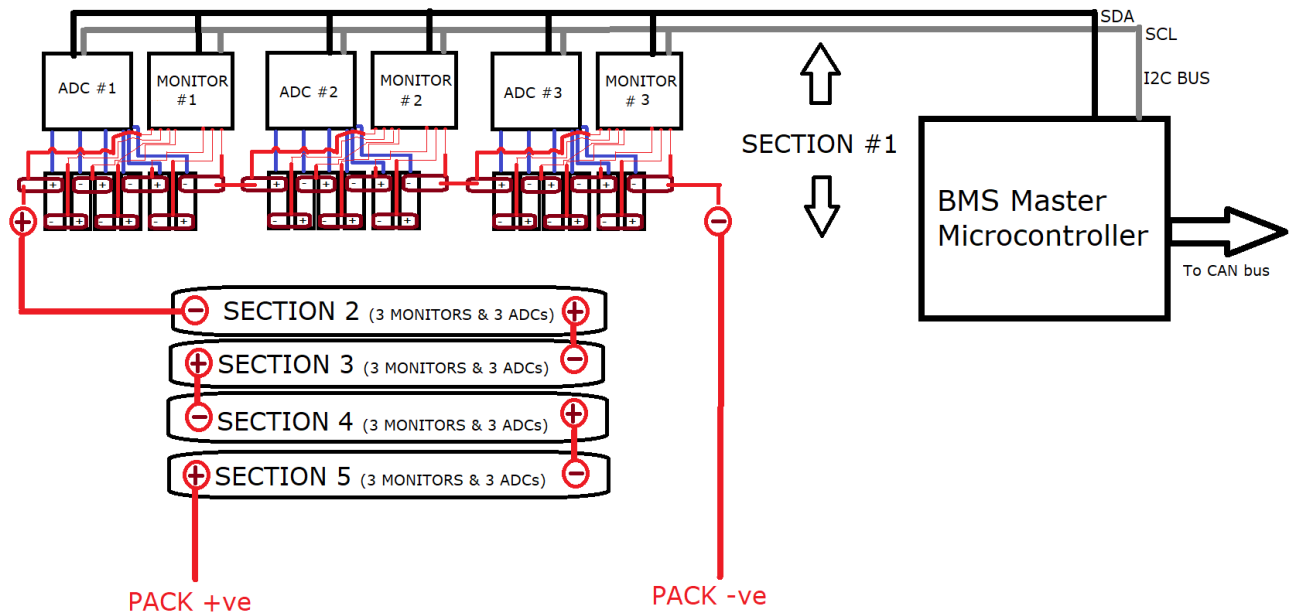 SDA
SCL
I2C BUS
ADC #1
MONITOR
#1
ADC #2
MONITOR
#2
ADC #3
MONITOR
# 3
SECTION #1
+ - + - + -
- + - + - +
+ - + - + -
- + - + - +
+ - + - + -
- + - + - +
+
-
BMS Master
Microcontroller
To CAN bus
- SECTION 2 (3 MONITORS & 3 ADCs) +
+ SECTION 3 (3 MONITORS & 3 ADCs) -
- SECTION 4 (3 MONITORS & 3 ADCs) +
+ SECTION 5 (3 MONITORS & 3 ADCs) -
PACK +ve
PACK -ve